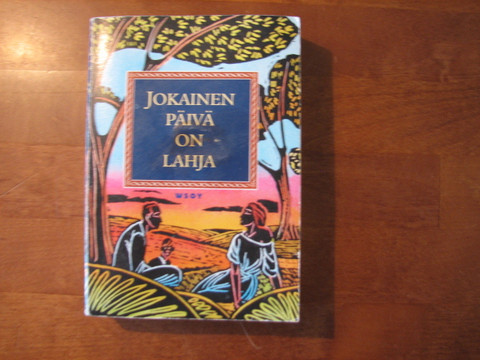 JOKAINEN
PÄIVÄ
ON
LAHJA
WSOY